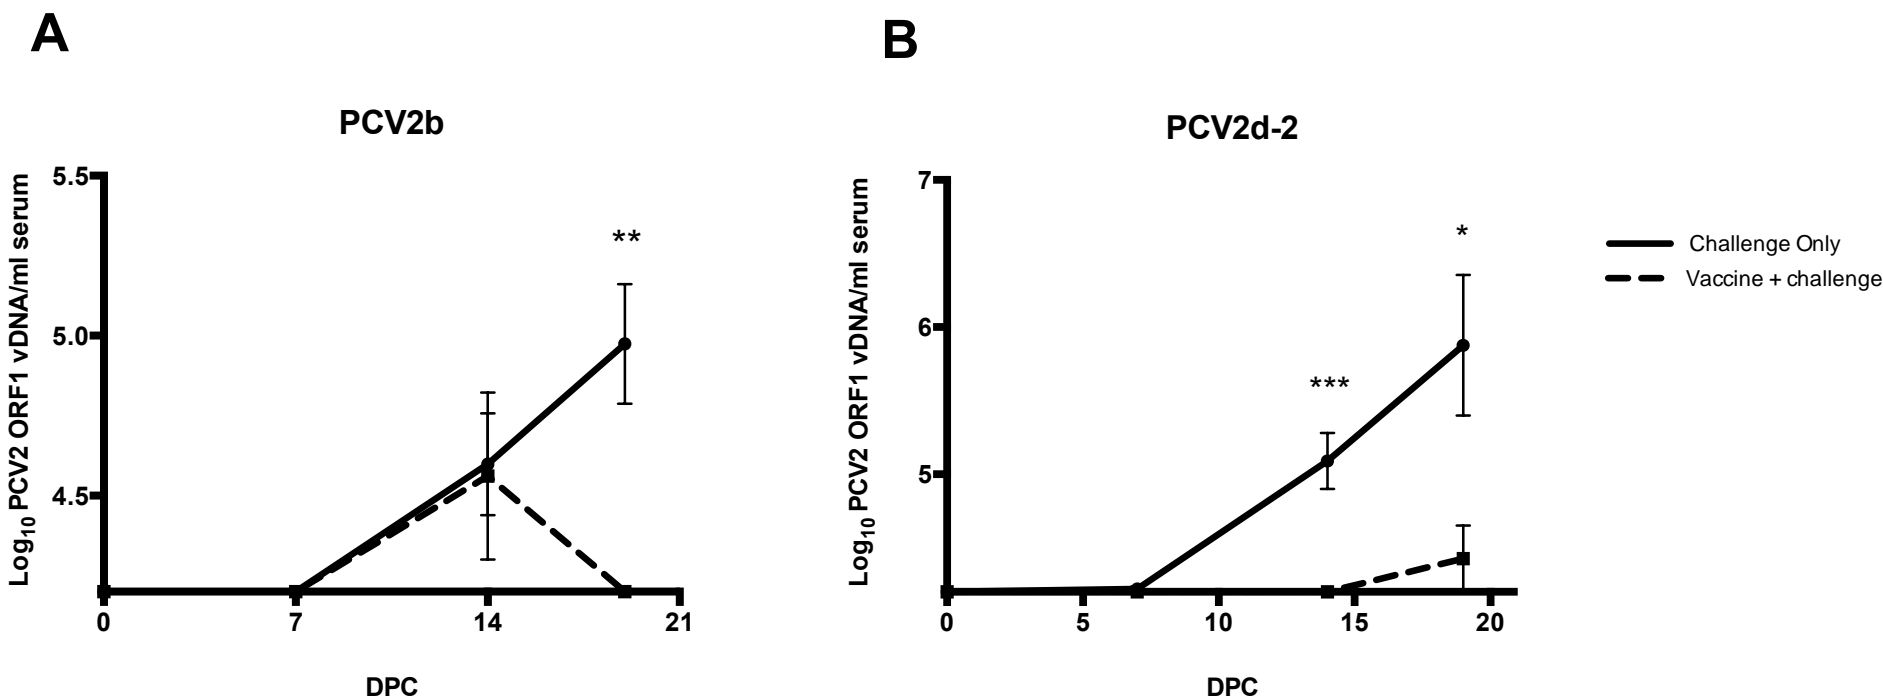 A
PCV2b
Log10 PCV2 ORF1 vDNA/ml serum
5.5
5.0
4.5
**
0 7 14 21
DPC
B
PCV2d-2
Log10 PCV2 ORF1 vDNA/ml serum
7
6
5
***
*
0 5 10 15 20
DPC
Challenge Only
Vaccine + challenge